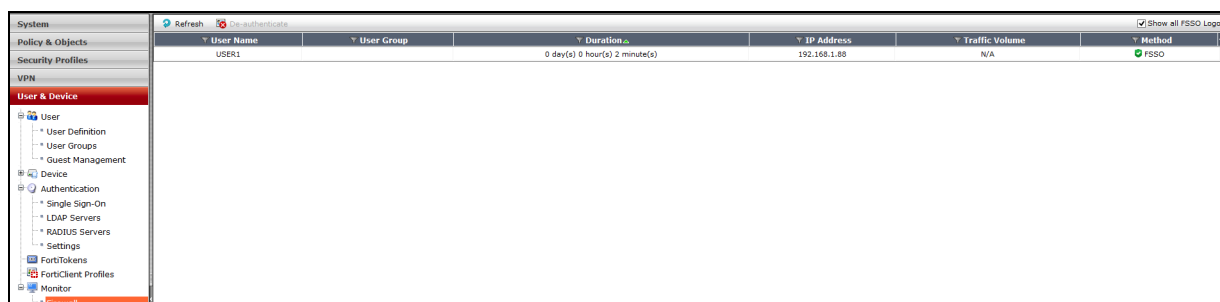 System
Policy & Objects
Security Profiles
VPN
User & Device
User
User Definition
User Groups
Guest Management
Device
Authentication
Single Sign-On
LDAP Servers
RADIUS Servers
Settings
FortiTokens
FortiClient Profiles
Monitor
Refresh De-authenticate Show all FSSO Logo
User Name User Group Duration IP Address Traffic Volume Method
USER1 0 day(s) 0 hour(s) 2 minute(s) 192.168.1.88 N/A FSSO